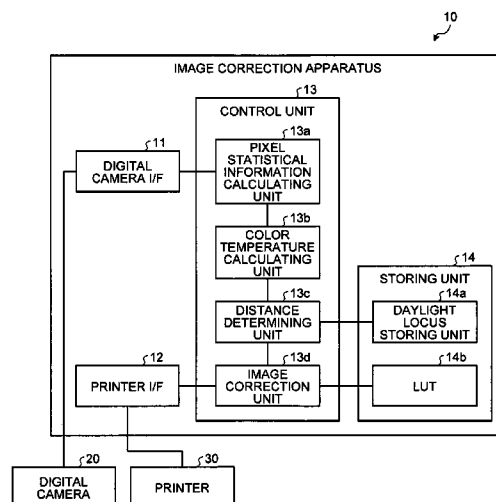 10
IMAGE CORRECTION APPARATUS
13
CONTROL UNIT
11
DIGITAL
CAMERA I/F
13a
PIXEL
STATISTICAL
INFORMATION
CALCULATING
UNIT
13b
COLOR
TEMPERATURE
CALCULATING
UNIT
14
STORING UNIT
13c
DISTANCE
DETERMINING
UNIT
14a
DAYLIGHT
LOCUS
STORING UNIT
12
PRINTER I/F
13d
IMAGE
CORRECTION
UNIT
14b
LUT
20
DIGITAL
CAMERA
30
PRINTER